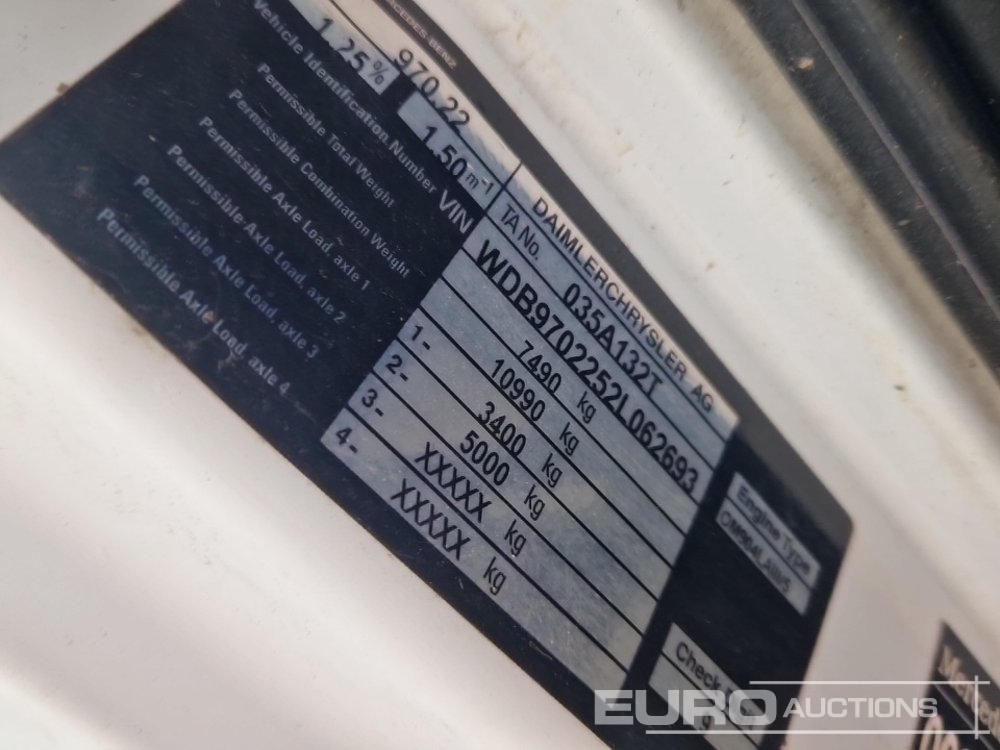 MERCEDES-BENZ
970.22
1.25% 1.50 m-1
DAIMLERCHRYSLER AG
TA No. 035A132T
Vehicle Identification Number VIN WDB9702252L062693
Permissible Total Weight 7490 kg
Permissible Combination Weight 10990 kg
Permissible Axle Load, axle 1 1- 3400 kg
Permissible Axle Load, axle 2 2- 5000 kg
Permissible Axle Load, axle 3 3- XXXXX kg
Permissible Axle Load, axle 4 4- XXXXX kg
Engine Type
Check
EURO AUCTIONS